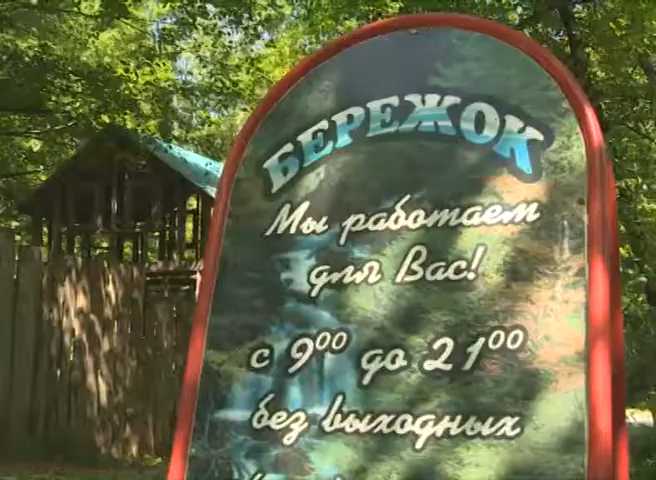 БЕРЕЖОК
Мы работаем
для Вас!
с 9⁰⁰ до 21⁰⁰
без выходных